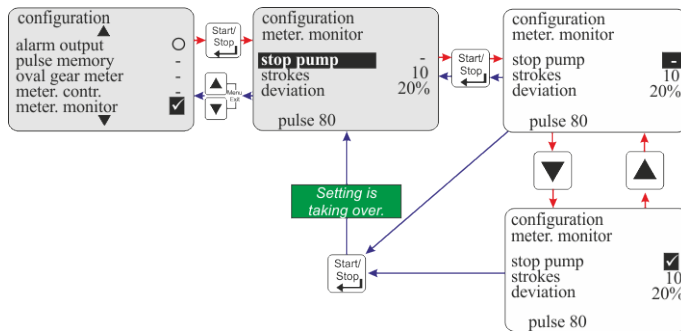 configuration
alarm output
pulse memory -
oval gear meter -
meter. contr. -
meter. monitor ✓
Start/
Stop
Menu
Exit
configuration
meter. monitor
stop pump -
strokes 10
deviation 20%
pulse 80
Start/
Stop
configuration
meter. monitor
stop pump -
strokes 10
deviation 20%
pulse 80
Setting is
taking over.
Start/
Stop
configuration
meter. monitor
stop pump ✓
strokes 10
deviation 20%
pulse 80